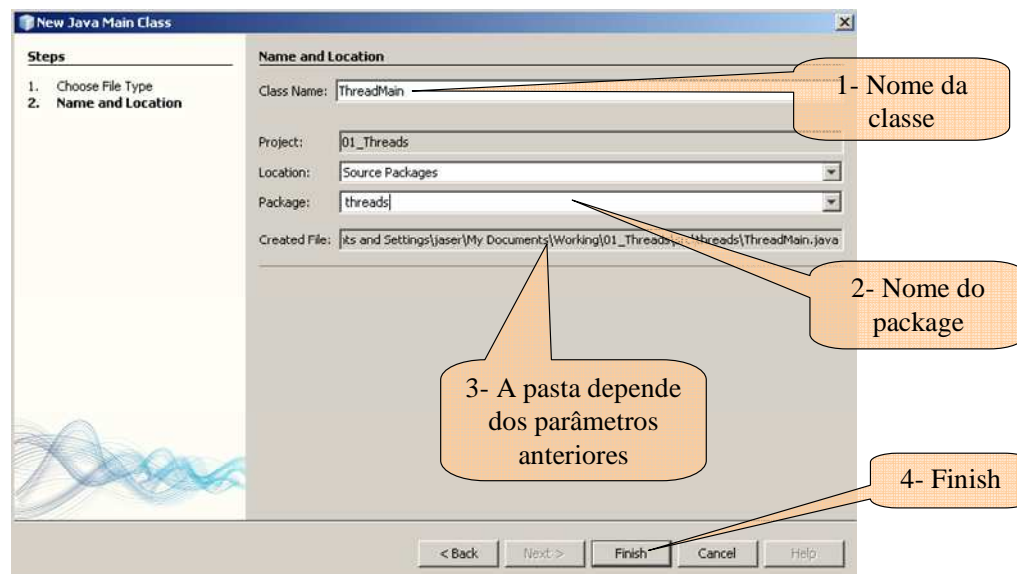 New Java Main Class
Steps
1. Choose File Type
2. Name and Location
Name and Location
Class Name: ThreadMain
Project: 01_Threads
Location: Source Packages
Package: threads
Created File: its and Settings\jaser\My Documents\Working\01_Threads\src\threads\ThreadMain.java
1- Nome da
classe
2- Nome do
package
3- A pasta depende
dos parâmetros
anteriores
4- Finish
< Back
Next >
Finish
Cancel
Help